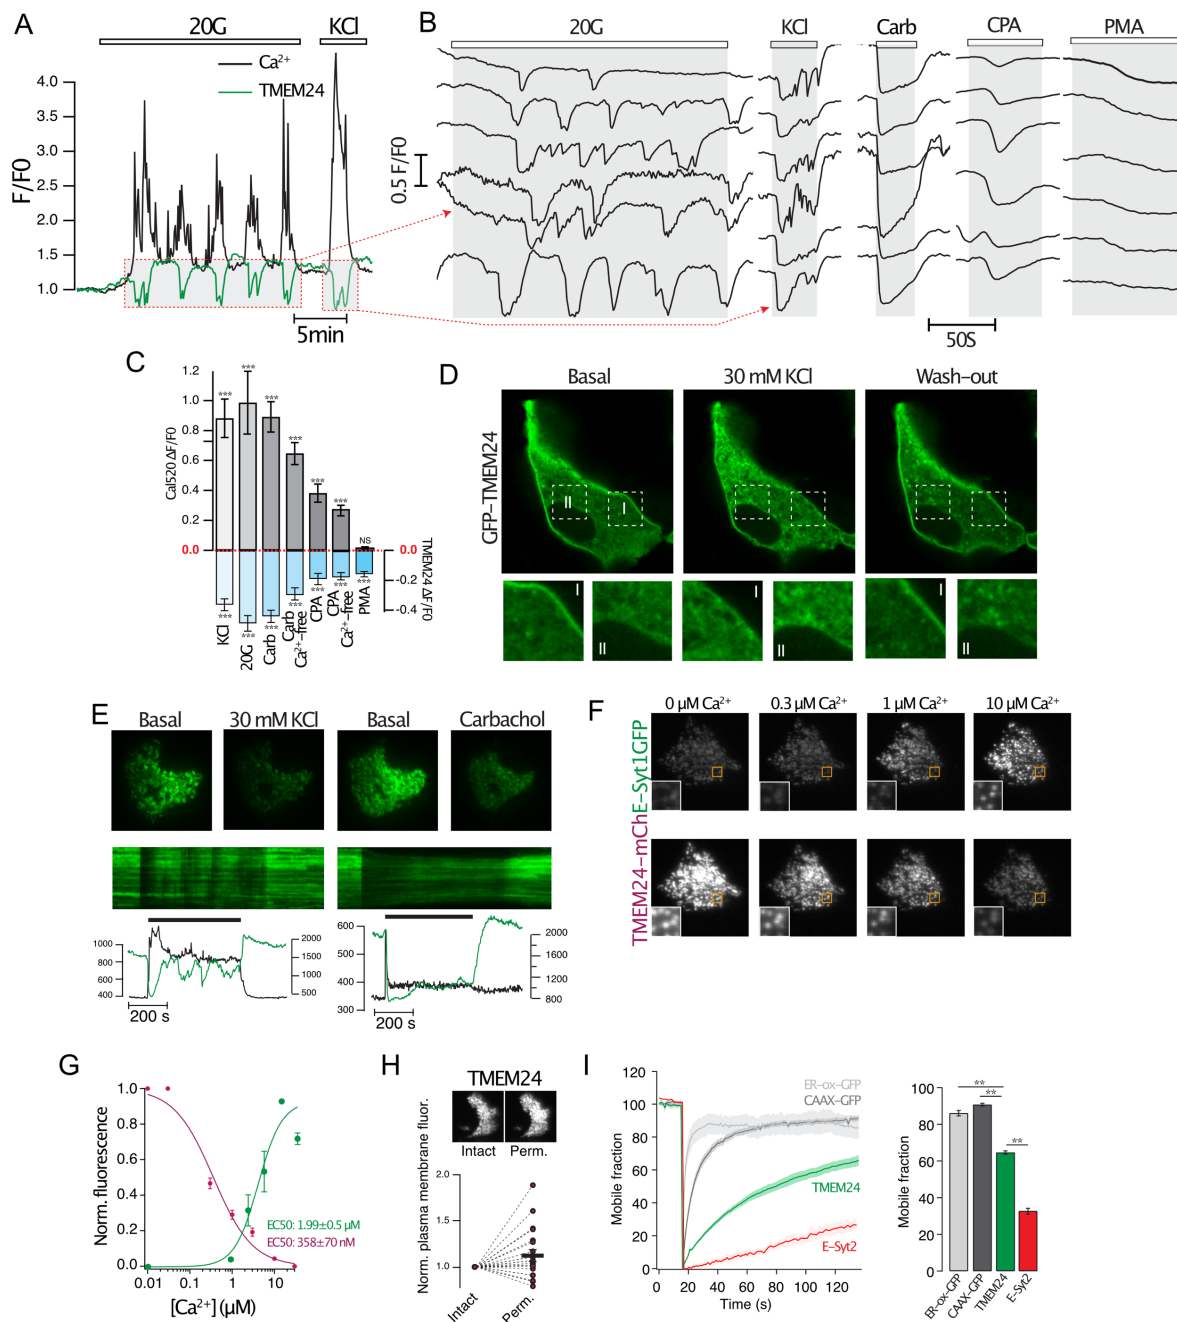 A
20G
KCl
Ca²⁺
TMEM24
F/F0
4.0
3.5
3.0
2.5
2.0
1.5
1.0
5min
B
20G
KCl
Carb
CPA
PMA
0.5 F/F0
50S
C
Cal520 ΔF/F0
1.2
1.0
0.8
0.6
0.4
0.2
0.0
***
***
***
***
***
***
NS
0.0
-0.2
-0.4
TMEM24 ΔF/F0
***
***
***
***
***
***
***
KCl
20G
Carb
Carb Ca²⁺–free
CPA
CPA Ca²⁺–free
PMA
D
Basal
30 mM KCl
Wash–out
GFP–TMEM24
II
I
I
II
I
II
I
II
E
Basal
30 mM KCl
Basal
Carbachol
1000
800
600
400
2000
1500
1000
500
200 s
600
500
400
300
2000
1600
1200
1000
800
200 s
F
0 µM Ca²⁺
0.3 µM Ca²⁺
1 µM Ca²⁺
10 µM Ca²⁺
E–Syt1GFP
TMEM24–mCh
G
Norm. fluorescence
1.0
0.8
0.6
0.4
0.2
0.0
EC50: 1.99±0.5 µM
EC50: 358±70 nM
0.01
0.1
1
10
[Ca²⁺] (µM)
H
TMEM24
Intact
Perm.
Norm. plasma membrane fluor.
2.0
1.5
1.0
Intact
Perm.
I
ER–ox–GFP
CAAX–GFP
TMEM24
E–Syt2
Mobile fraction
120
100
80
60
40
20
0
0
20
40
60
80
100
120
Time (s)
Mobile fraction
100
80
60
40
20
0
**
**
**
ER–ox–GFP
CAAX–GFP
TMEM24
E–Syt2